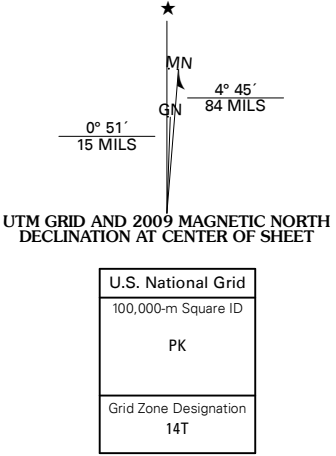 ★
MN
4° 45´
84 MILS
GN
0° 51´
15 MILS
UTM GRID AND 2009 MAGNETIC NORTH
DECLINATION AT CENTER OF SHEET
U.S. National Grid
100,000-m Square ID
PK
Grid Zone Designation
14T